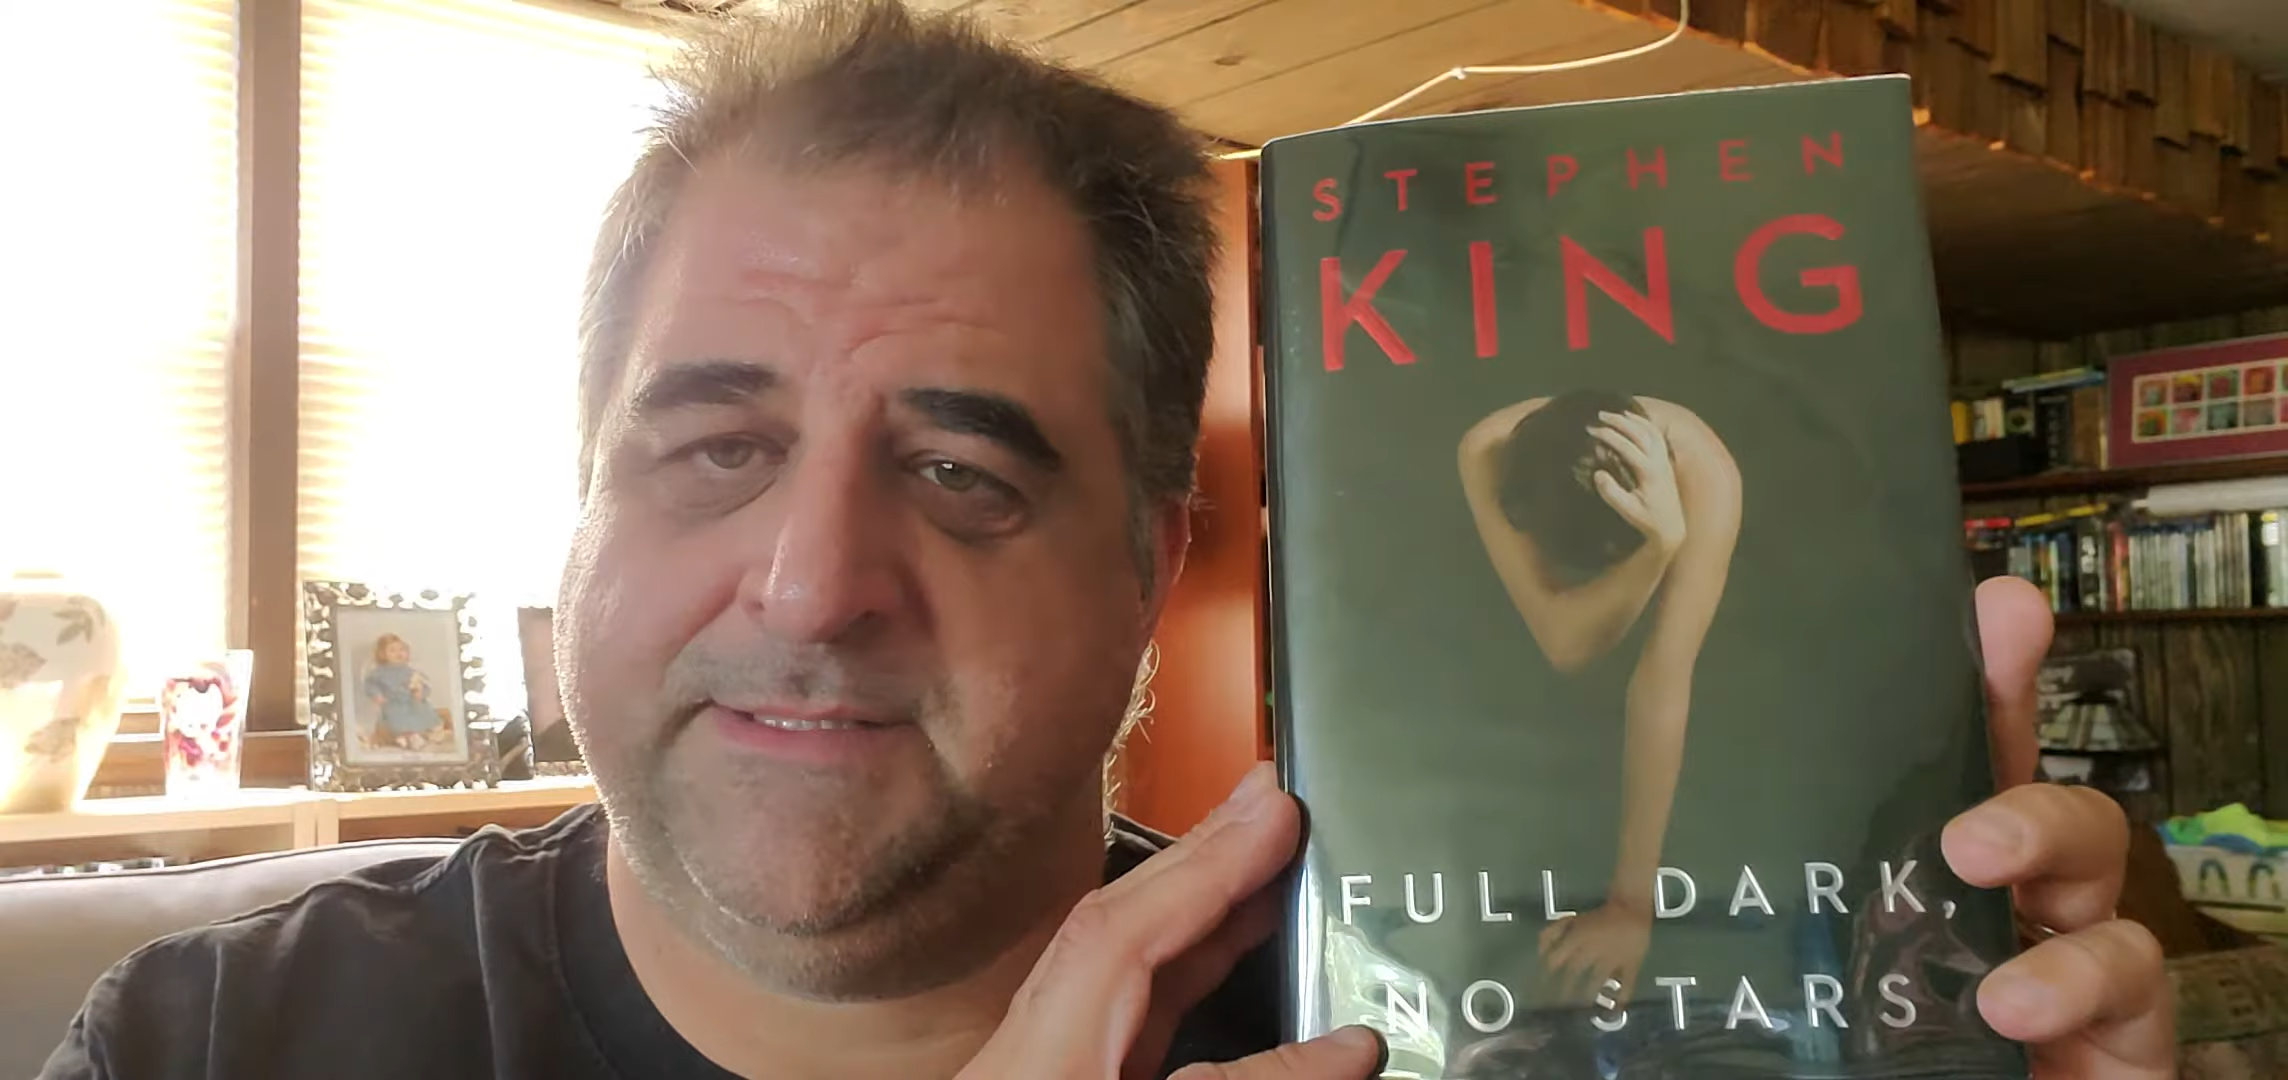 STEPHEN
KING
FULL DARK,
NO STARS